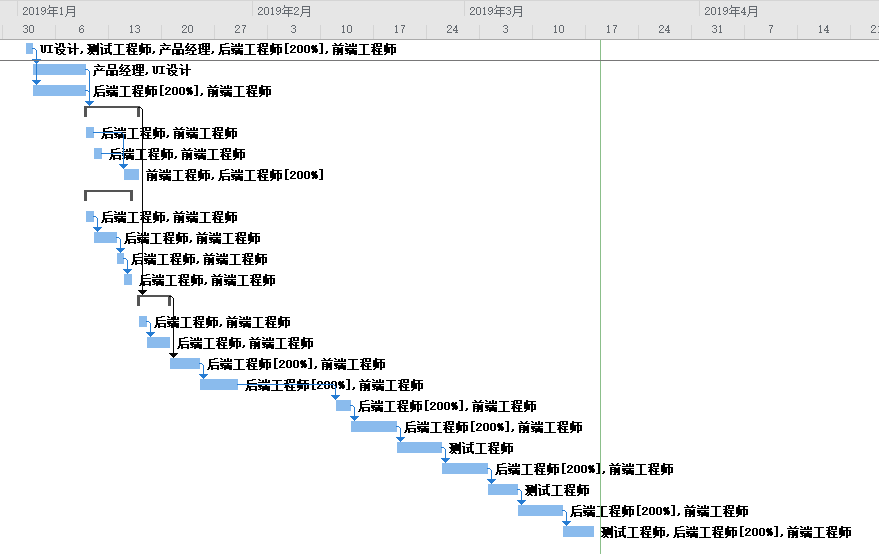 2019年1月 2019年2月 2019年3月 2019年4月
30 6 13 20 27 3 10 17 24 3 10 17 24 31 7 14 21
UI设计, 测试工程师, 产品经理, 后端工程师[200%], 前端工程师
产品经理, UI设计
后端工程师[200%], 前端工程师
后端工程师, 前端工程师
后端工程师, 前端工程师
前端工程师, 后端工程师[200%]
后端工程师, 前端工程师
后端工程师, 前端工程师
后端工程师, 前端工程师
后端工程师, 前端工程师
后端工程师, 前端工程师
后端工程师, 前端工程师
后端工程师[200%], 前端工程师
后端工程师[200%], 前端工程师
后端工程师[200%], 前端工程师
后端工程师[200%], 前端工程师
测试工程师
后端工程师[200%], 前端工程师
测试工程师
后端工程师[200%], 前端工程师
测试工程师, 后端工程师[200%], 前端工程师